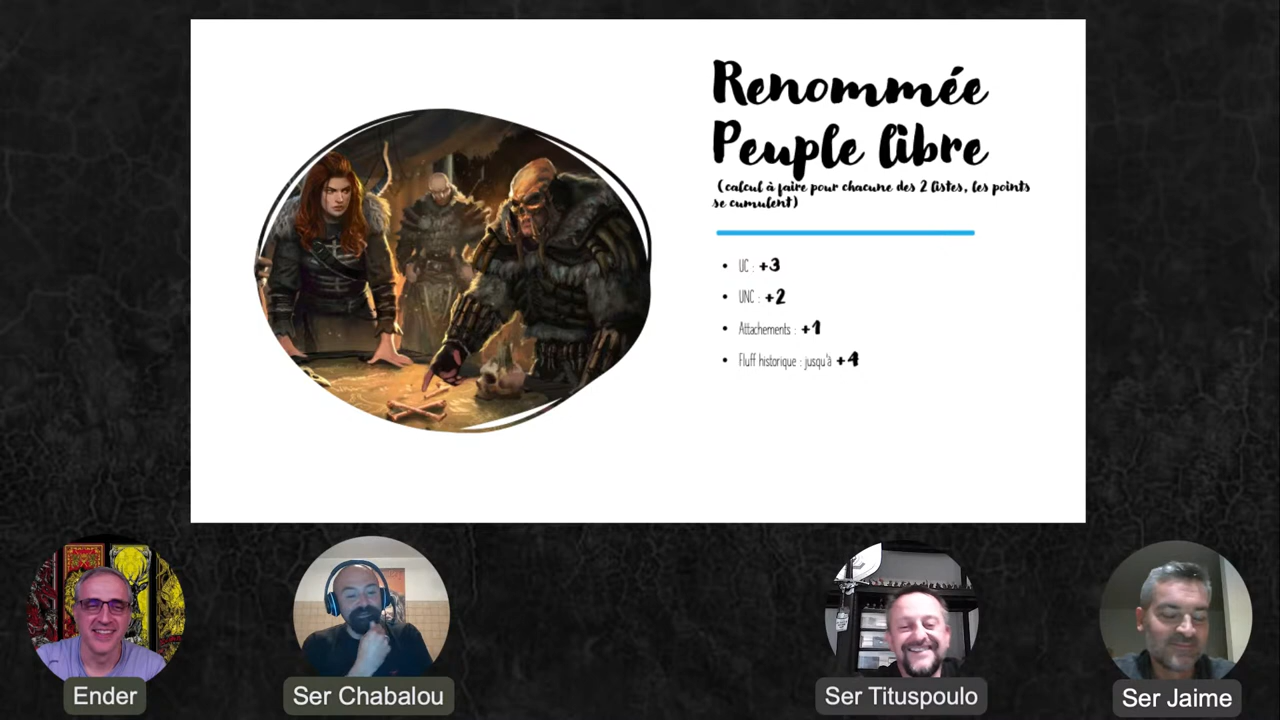 Renommée
Peuple libre
(calcul à faire pour chacune des 2 listes, les points
se cumulent)
• UC : +3
• UNC : +2
• Attachements : +1
• Fluff historique : jusqu'à +4
Ender
Ser Chabalou
Ser Tituspoulo
Ser Jaime